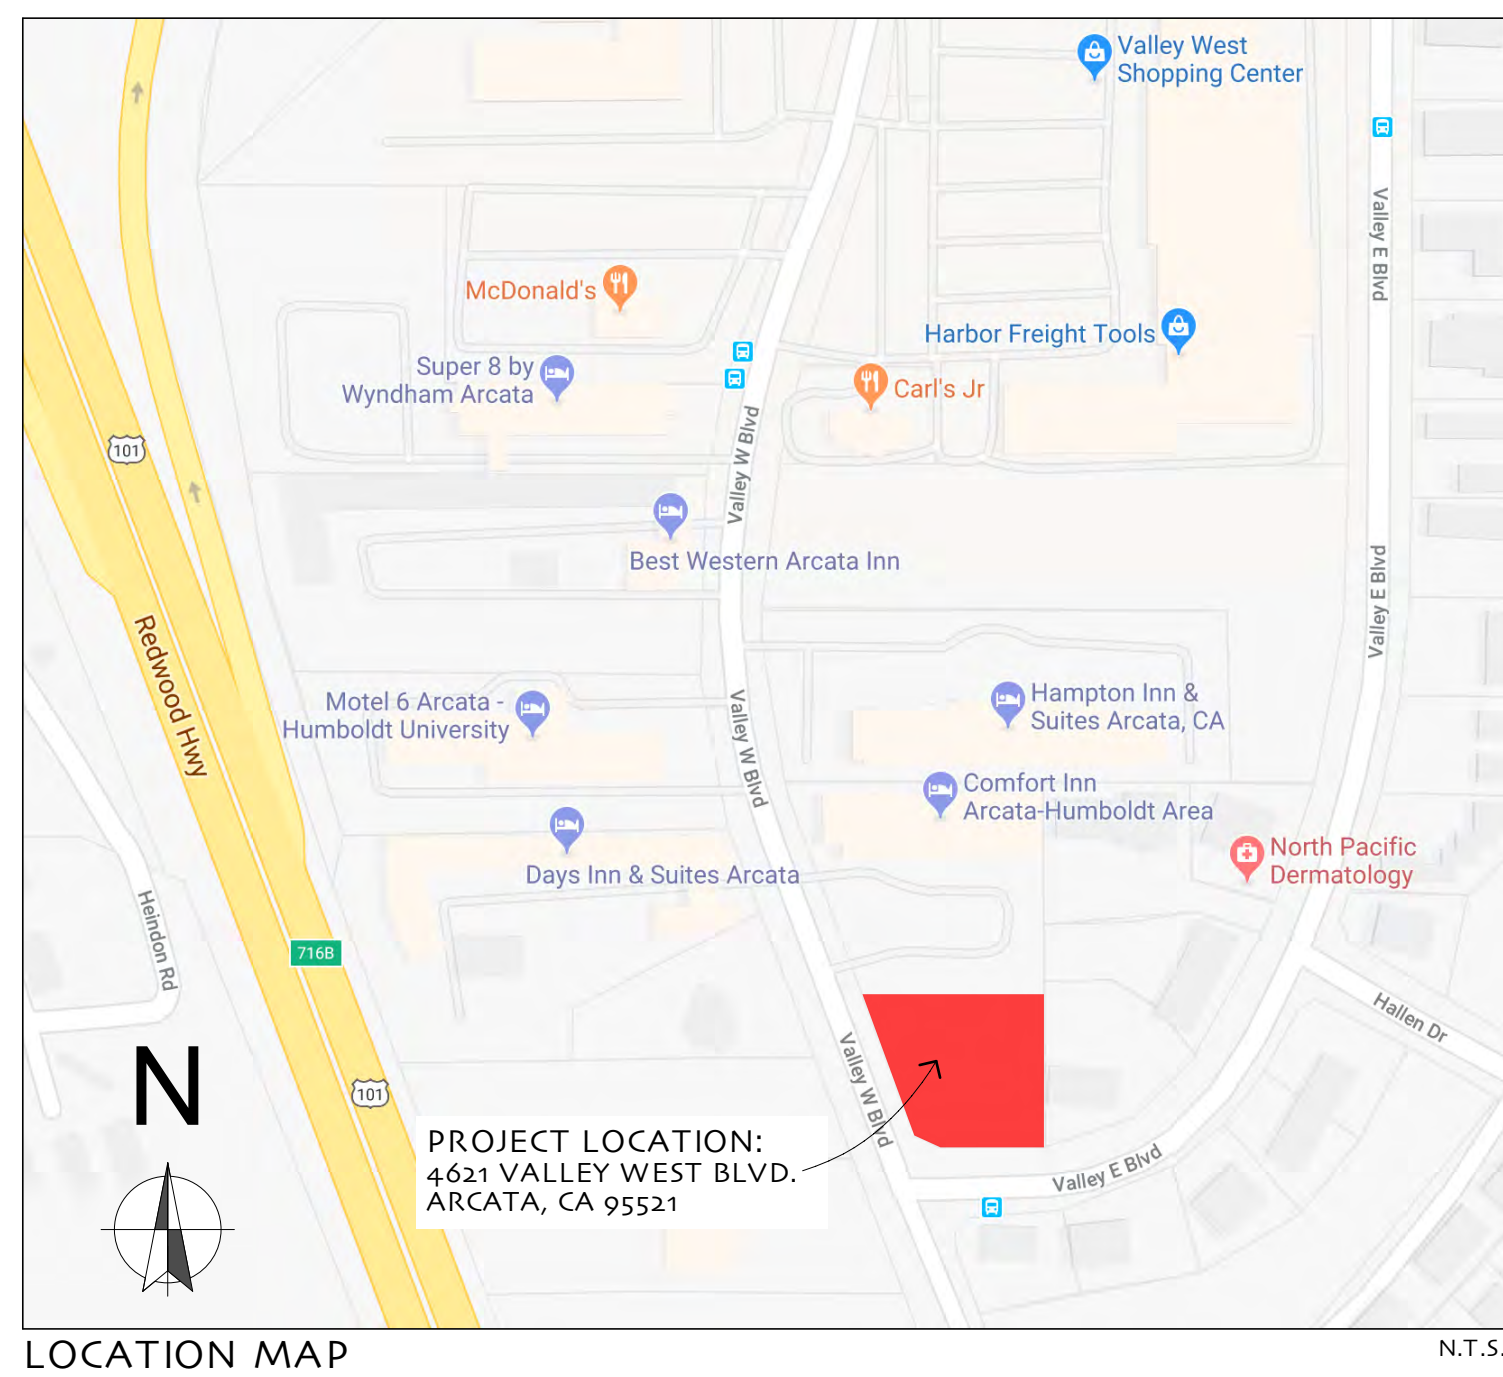 Valley West
Shopping Center
Valley E Blvd
McDonald's
Harbor Freight Tools
Super 8 by
Wyndham Arcata
Carl's Jr
101
Valley W Blvd
Best Western Arcata Inn
Valley E Blvd
Redwood Hwy
Motel 6 Arcata -
Humboldt University
Valley W Blvd
Hampton Inn &
Suites Arcata, CA
Comfort Inn
Arcata-Humboldt Area
North Pacific
Dermatology
Days Inn & Suites Arcata
Heindon Rd
716B
Hallen Dr
N
101
Valley W Blvd
PROJECT LOCATION:
4621 VALLEY WEST BLVD.
ARCATA, CA 95521
Valley E Blvd
LOCATION MAP
N.T.S.